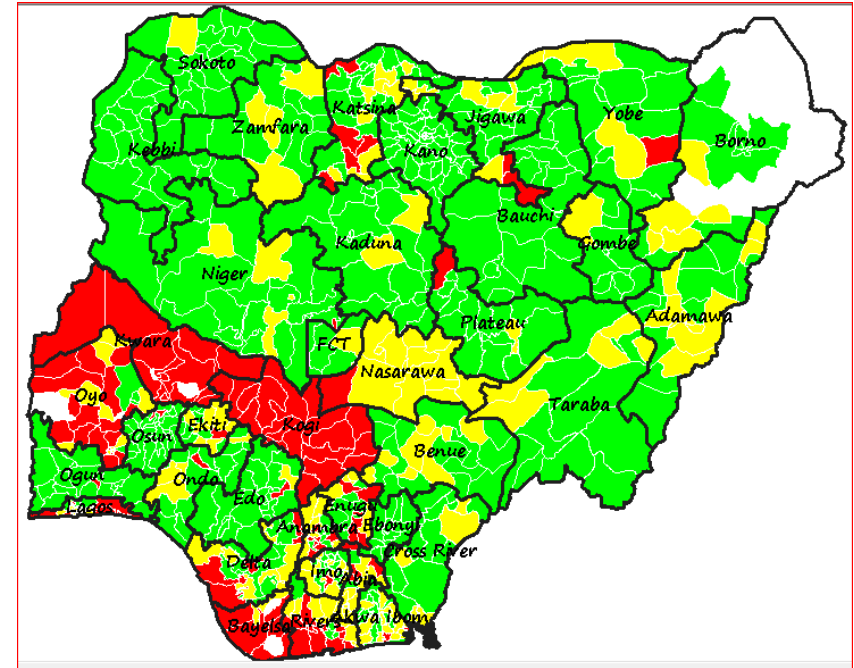 Sokoto
Katsina
Jigawa
Yobe
Zamfara
Kebbi
Kano
Borno
Bauchi
Kaduna
Gombe
Niger
Adamawa
Plateau
Kwara
FCT
Nasarawa
Oyo
Taraba
Ekiti
Kogi
Osun
Benue
Ogun
Ondo
Edo
Lagos
Enugu
Anambra
Ebonyi
Cross River
Delta
Imo
Abia
Bayelsa
Rivers
Akwa Ibom